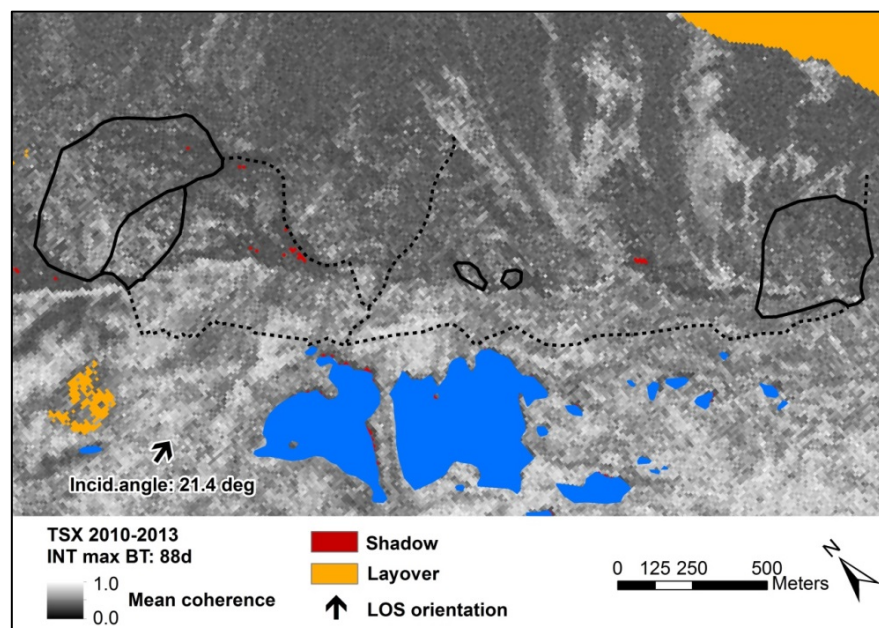 Incid.angle: 21.4 deg
TSX 2010-2013
INT max BT: 88d
1.0
0.0
Mean coherence
Shadow
Layover
LOS orientation
0 125 250 500
Meters
N